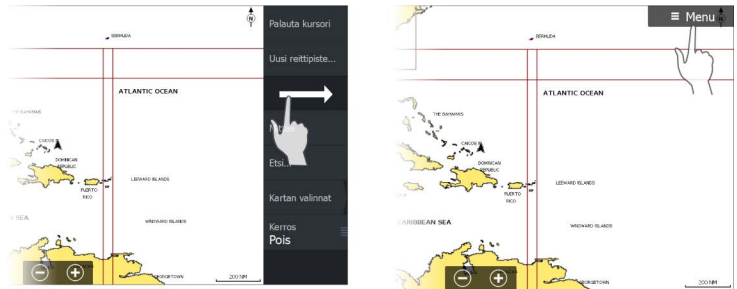 N
Palauta kursori
BERMUDA
Uusi reittipiste...
ATLANTIC OCEAN
THE BAHAMAS
CAICOS
Etsi...
DOMINICAN
REPUBLIC
LEEWARD ISLANDS
PUERTO
RICO
Kartan valinnat
SEA
WINDWARD ISLANDS
Kerros
Pois
GEORGETOWN
200 NM
Menu
N
BERMUDA
ATLANTIC OCEAN
THE BAHAMAS
CAICOS
DOMINICAN
REPUBLIC
LEEWARD ISLANDS
PUERTO
RICO
CARIBBEAN SEA
WINDWARD ISLANDS
GEORGETOWN
200 NM